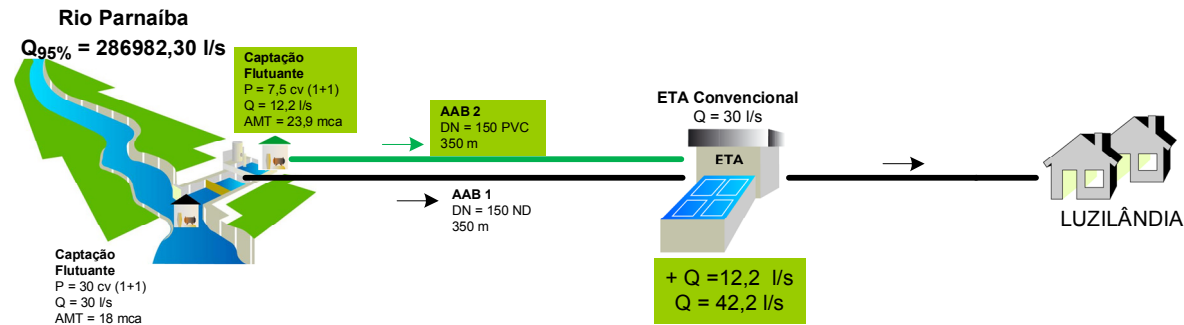 Rio Parnaíba
Q95% = 286982,30 l/s
Captação
Flutuante
P = 7,5 cv (1+1)
Q = 12,2 l/s
AMT = 23,9 mca
AAB 2
DN = 150 PVC
350 m
ETA Convencional
Q = 30 l/s
ETA
AAB 1
DN = 150 ND
350 m
LUZILÂNDIA
Captação
Flutuante
P = 30 cv (1+1)
Q = 30 l/s
AMT = 18 mca
+ Q =12,2 l/s
Q = 42,2 l/s